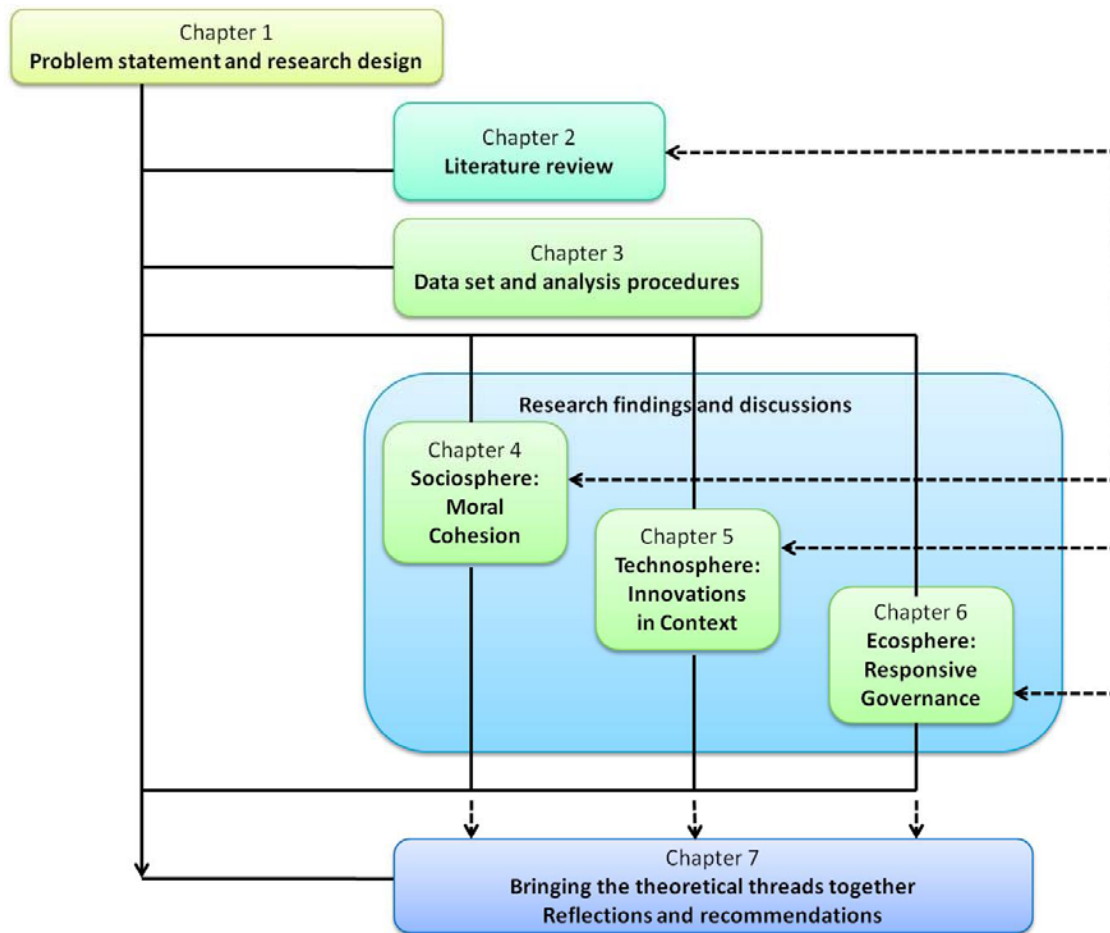 Chapter 1
Problem statement and research design
Chapter 2
Literature review
Chapter 3
Data set and analysis procedures
Research findings and discussions
Chapter 4
Sociosphere:
Moral
Cohesion
Chapter 5
Technosphere:
Innovations
in Context
Chapter 6
Ecosphere:
Responsive
Governance
Chapter 7
Bringing the theoretical threads together
Reflections and recommendations